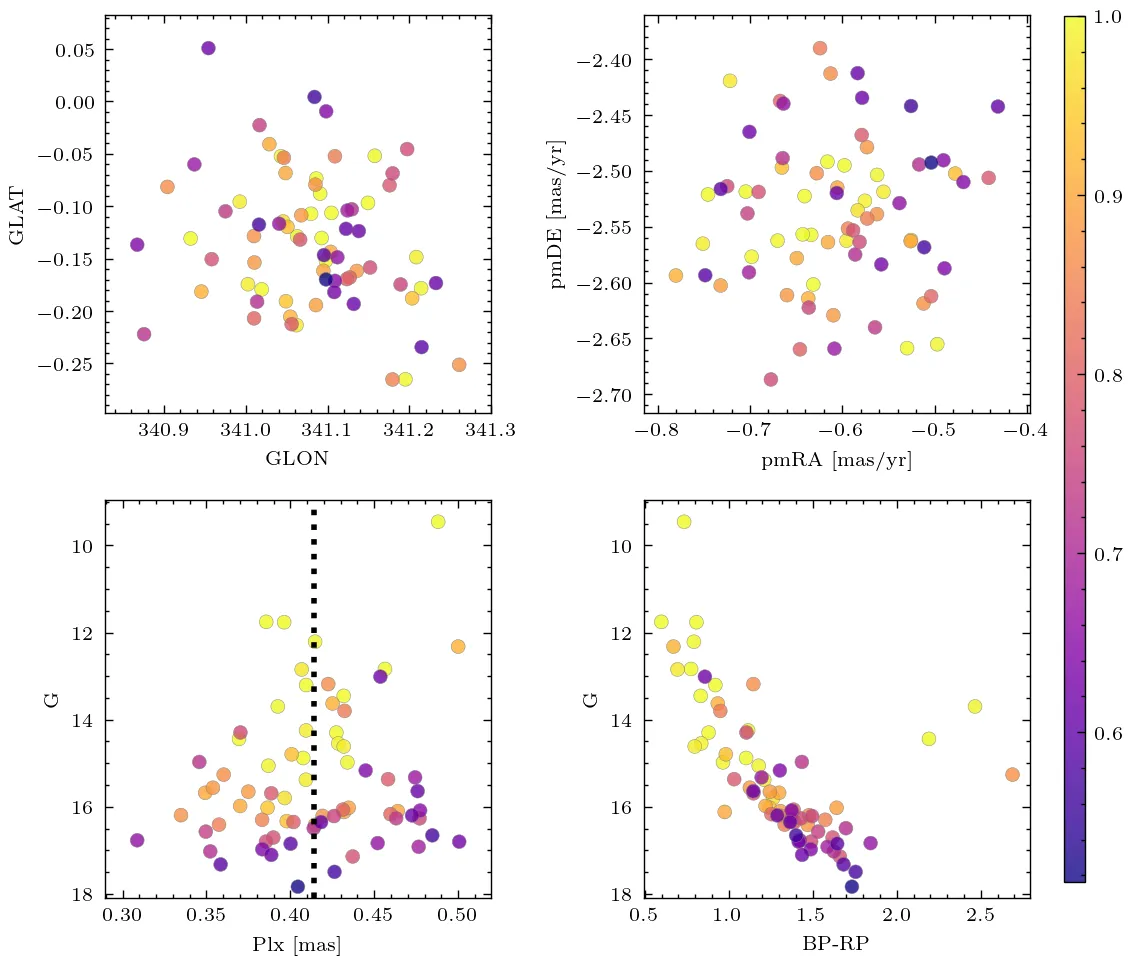 0.05
0.00
−0.05
−0.10
−0.15
−0.20
−0.25
GLAT
340.9 341.0 341.1 341.2 341.3
GLON
−2.40
−2.45
−2.50
−2.55
−2.60
−2.65
−2.70
pmDE [mas/yr]
−0.8 −0.7 −0.6 −0.5 −0.4
pmRA [mas/yr]
1.0
0.9
0.8
0.7
0.6
10
12
14
16
18
G
0.30 0.35 0.40 0.45 0.50
Plx [mas]
10
12
14
16
18
G
0.5 1.0 1.5 2.0 2.5
BP-RP